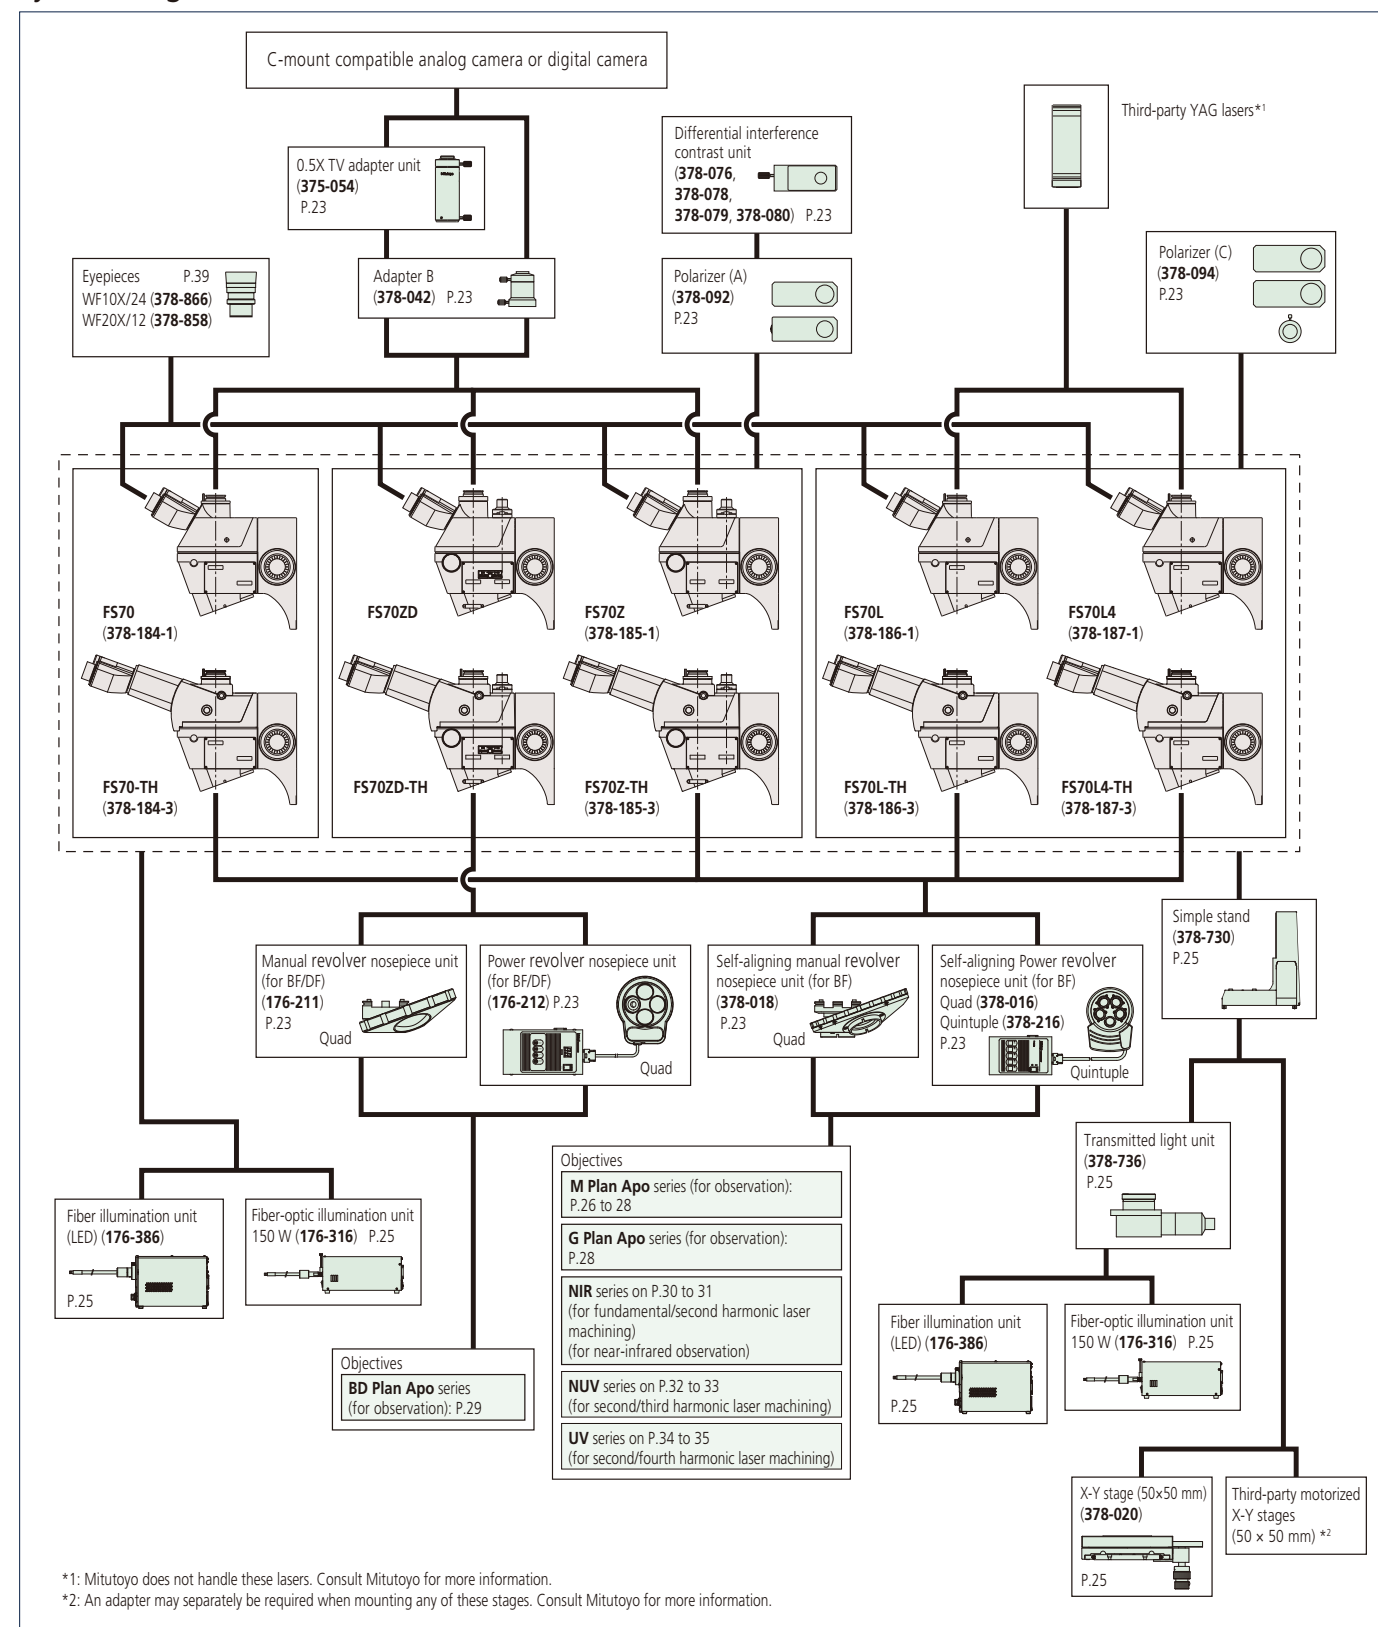 C-mount compatible analog camera or digital camera
0.5X TV adapter unit
(375-054)
P.23
Differential interference
contrast unit
(378-076,
378-078,
378-079, 378-080) P.23
Third-party YAG lasers*1
Eyepieces P.39
WF10X/24 (378-866)
WF20X/12 (378-858)
Adapter B
(378-042) P.23
Polarizer (A)
(378-092)
P.23
Polarizer (C)
(378-094)
P.23
FS70
(378-184-1)
FS70ZD
FS70Z
(378-185-1)
FS70L
(378-186-1)
FS70L4
(378-187-1)
FS70-TH
(378-184-3)
FS70ZD-TH
FS70Z-TH
(378-185-3)
FS70L-TH
(378-186-3)
FS70L4-TH
(378-187-3)
Manual revolver nosepiece unit
(for BF/DF)
(176-211)
P.23
Quad
Power revolver nosepiece unit
(for BF/DF)
(176-212) P.23
Quad
Self-aligning manual revolver
nosepiece unit (for BF)
(378-018)
P.23
Quad
Self-aligning Power revolver
nosepiece unit (for BF)
Quad (378-016)
Quintuple (378-216)
P.23
Quintuple
Simple stand
(378-730)
P.25
Transmitted light unit
(378-736)
P.25
Fiber illumination unit
(LED) (176-386)
P.25
Fiber-optic illumination unit
150 W (176-316) P.25
Objectives
BD Plan Apo series
(for observation): P.29
Objectives
M Plan Apo series (for observation):
P.26 to 28
G Plan Apo series (for observation):
P.28
NIR series on P.30 to 31
(for fundamental/second harmonic laser
machining)
(for near-infrared observation)
NUV series on P.32 to 33
(for second/third harmonic laser machining)
UV series on P.34 to 35
(for second/fourth harmonic laser machining)
Fiber illumination unit
(LED) (176-386)
P.25
Fiber-optic illumination unit
150 W (176-316) P.25
X-Y stage (50×50 mm)
(378-020)
P.25
Third-party motorized
X-Y stages
(50 × 50 mm) *2
*1: Mitutoyo does not handle these lasers. Consult Mitutoyo for more information.
*2: An adapter may separately be required when mounting any of these stages. Consult Mitutoyo for more information.